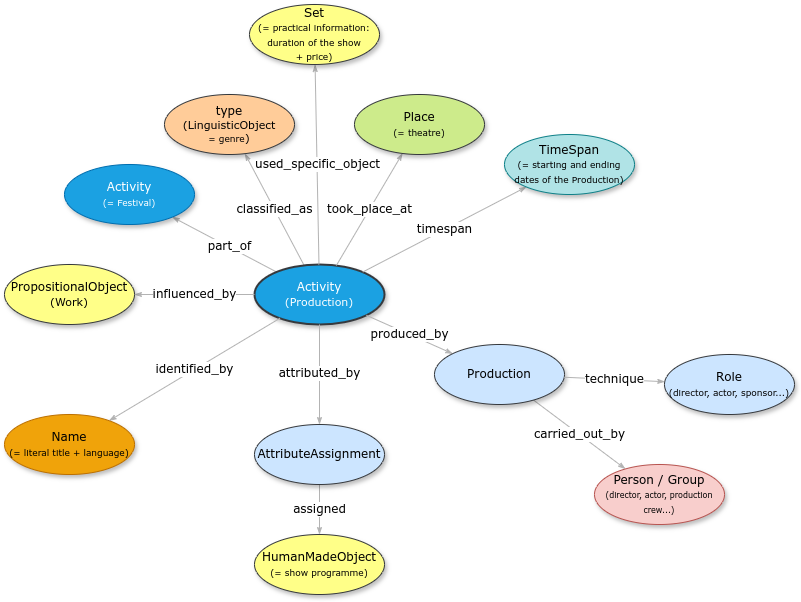 Set
(= practical information:
duration of the show
+ price)
type
(LinguisticObject
= genre)
Place
(= theatre)
TimeSpan
(= starting and ending
dates of the Production)
used_specific_object
Activity
(= Festival)
classified_as
took_place_at
timespan
part_of
PropositionalObject
(Work)
influenced_by
Activity
(Production)
produced_by
identified_by
attributed_by
Production
technique
Role
(director, actor, sponsor...)
carried_out_by
Name
(= literal title + language)
AttributeAssignment
Person / Group
(director, actor, production
crew...)
assigned
HumanMadeObject
(= show programme)